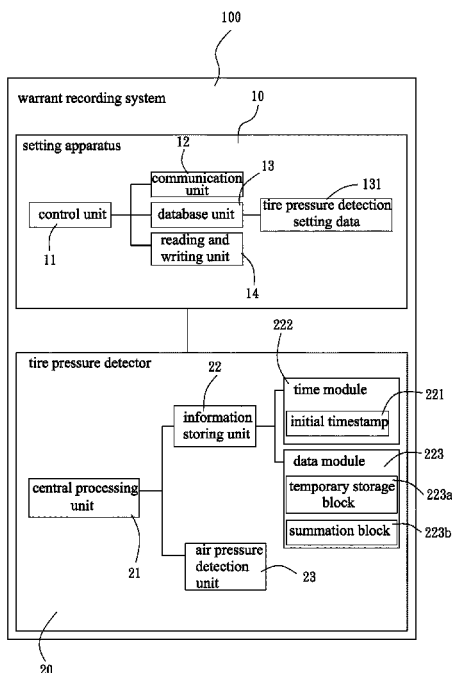 100
warrant recording system
10
setting apparatus
12
communication
unit
13
131
control unit
database unit
tire pressure detection
setting data
reading and
writing unit
11
14
222
tire pressure detector
22
time module
221
information
storing unit
initial timestamp
data module
223
central processing
unit
temporary storage
block
223a
summation block
223b
21
air pressure
detection
unit
23
20